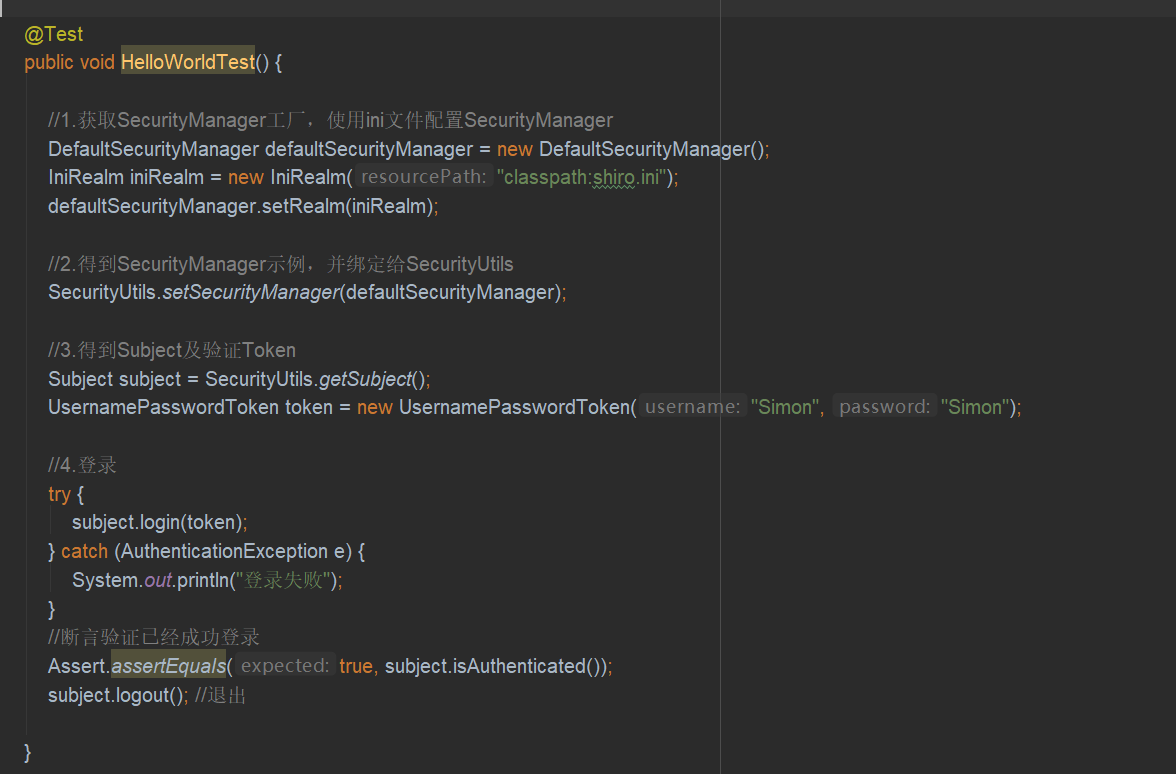 @Test
public void HelloWorldTest() {
//1.获取SecurityManager工厂，使用ini文件配置SecurityManager
DefaultSecurityManager defaultSecurityManager = new DefaultSecurityManager();
IniRealm iniRealm = new IniRealm( resourcePath: "classpath:shiro.ini");
defaultSecurityManager.setRealm(iniRealm);
//2.得到SecurityManager示例，并绑定给SecurityUtils
SecurityUtils.setSecurityManager(defaultSecurityManager);
//3.得到Subject及验证Token
Subject subject = SecurityUtils.getSubject();
UsernamePasswordToken token = new UsernamePasswordToken( username: "Simon", password: "Simon");
//4.登录
try {
subject.login(token);
} catch (AuthenticationException e) {
System.out.println("登录失败");
}
//断言验证已经成功登录
Assert.assertEquals( expected: true, subject.isAuthenticated());
subject.logout(); //退出
}